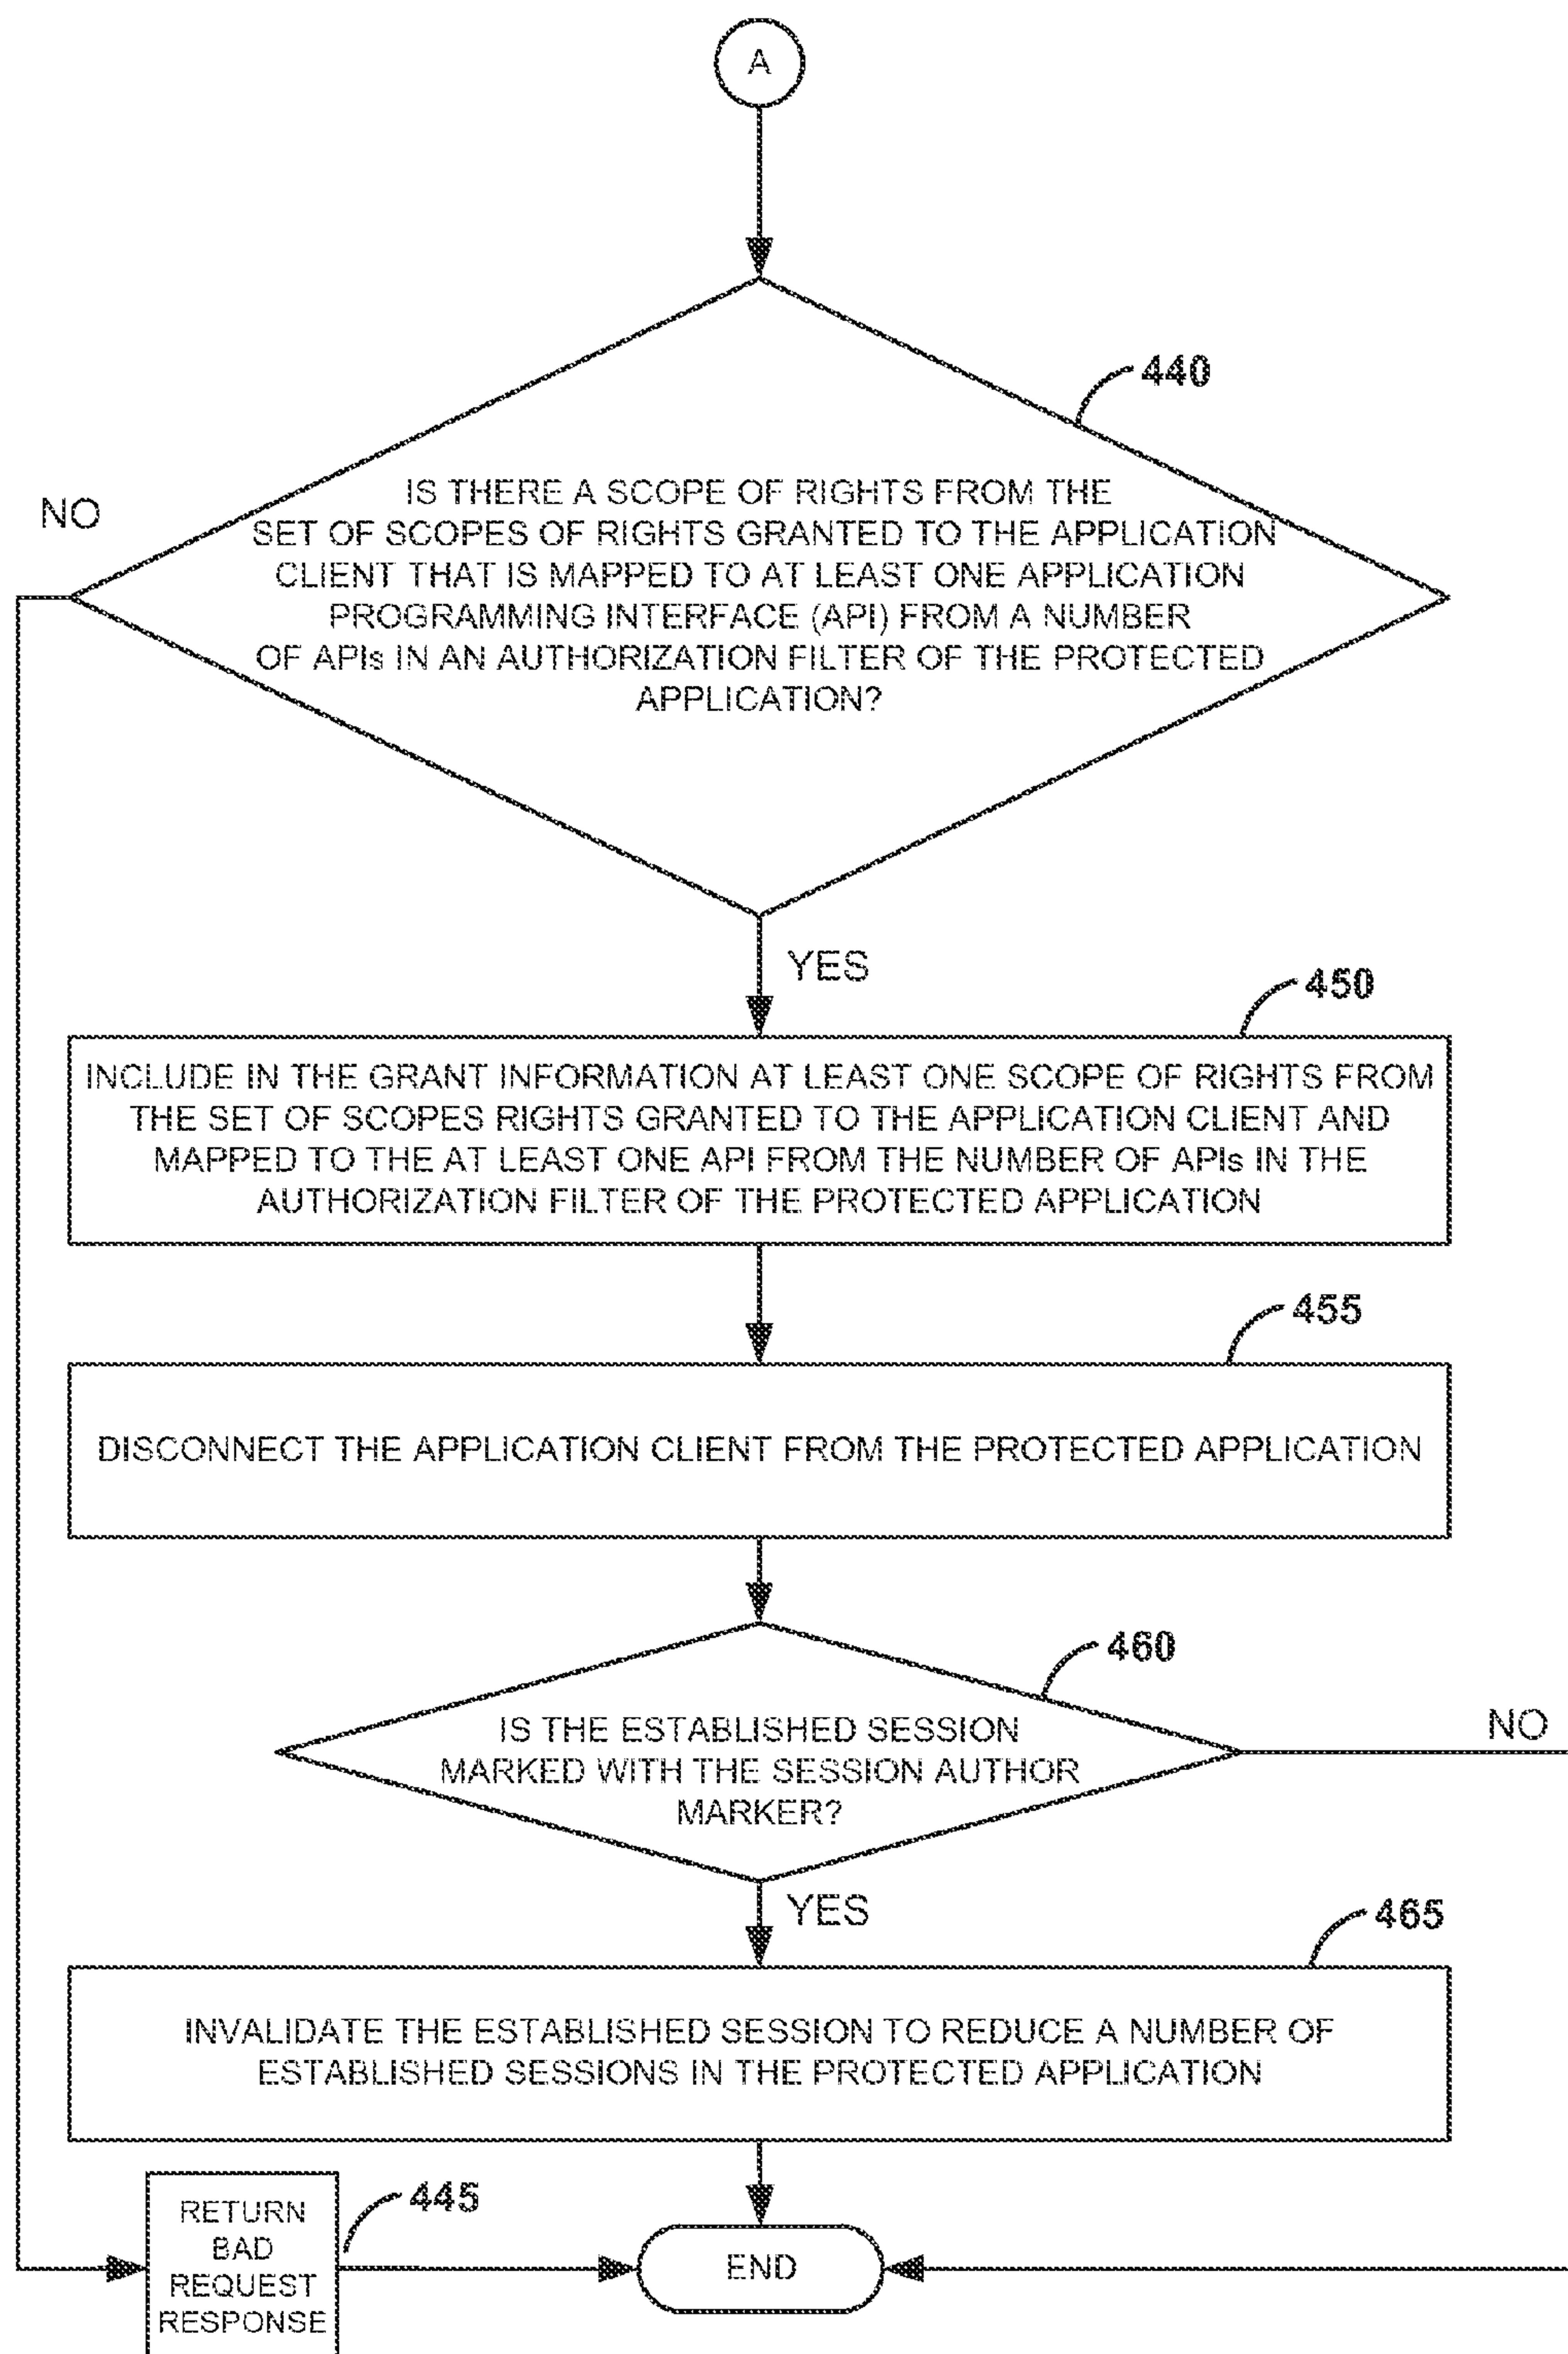 A
440
NO
IS THERE A SCOPE OF RIGHTS FROM THE
SET OF SCOPES OF RIGHTS GRANTED TO THE APPLICATION
CLIENT THAT IS MAPPED TO AT LEAST ONE APPLICATION
PROGRAMMING INTERFACE (API) FROM A NUMBER
OF APIs IN AN AUTHORIZATION FILTER OF THE PROTECTED
APPLICATION?
YES
450
INCLUDE IN THE GRANT INFORMATION AT LEAST ONE SCOPE OF RIGHTS FROM
THE SET OF SCOPES RIGHTS GRANTED TO THE APPLICATION CLIENT AND
MAPPED TO THE AT LEAST ONE API FROM THE NUMBER OF APIs IN THE
AUTHORIZATION FILTER OF THE PROTECTED APPLICATION
455
DISCONNECT THE APPLICATION CLIENT FROM THE PROTECTED APPLICATION
460
IS THE ESTABLISHED SESSION
MARKED WITH THE SESSION AUTHOR
MARKER?
NO
YES
465
INVALIDATE THE ESTABLISHED SESSION TO REDUCE A NUMBER OF
ESTABLISHED SESSIONS IN THE PROTECTED APPLICATION
445
RETURN
BAD
REQUEST
RESPONSE
END